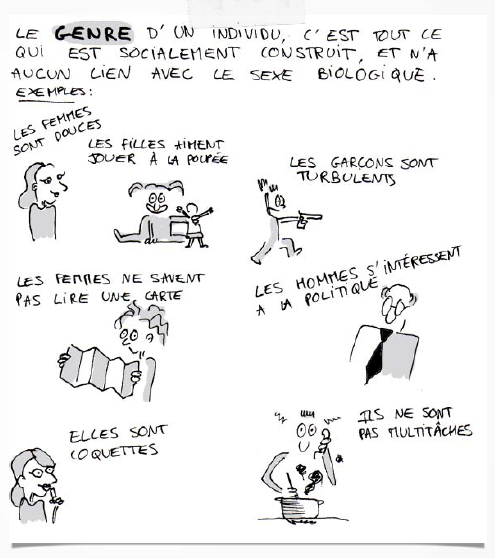 LE GENRE D'UN INDIVIDU, C'EST TOUT CE
QUI EST SOCIALEMENT CONSTRUIT, ET N'A
AUCUN LIEN AVEC LE SEXE BIOLOGIQUE.
EXEMPLES:
LES FEMMES
SONT DOUCES
LES FILLES AIMENT
JOUER À LA POUPÉE
LES GARÇONS SONT
TURBULENTS
LES FEMMES NE SAVENT
PAS LIRE UNE CARTE
LES HOMMES S'INTÉRESSENT
A LA POLITIQUE
ELLES SONT
COQUETTES
ILS NE SONT
PAS MULTITÂCHES